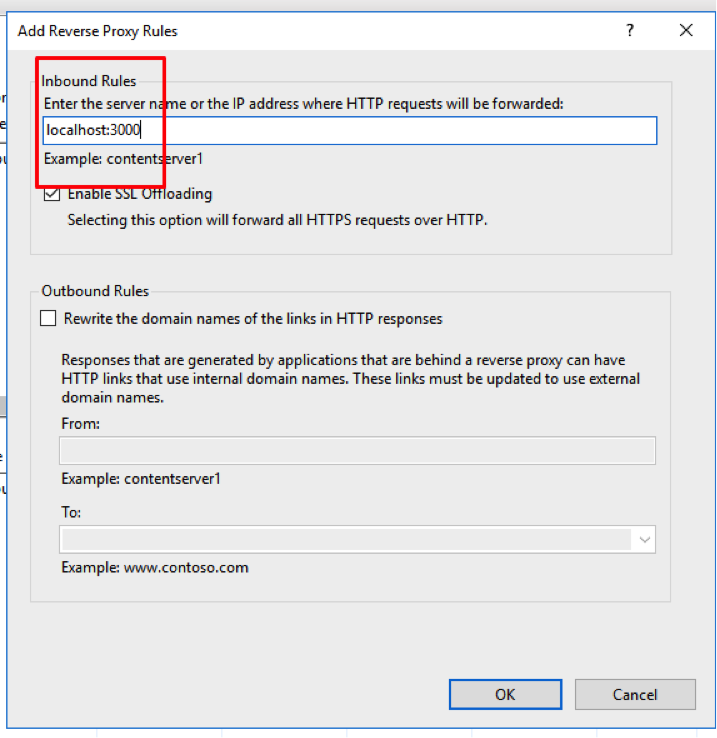 Add Reverse Proxy Rules
?
Inbound Rules
Enter the server name or the IP address where HTTP requests will be forwarded:
localhost:3000
Example: contentserver1
Enable SSL Offloading
Selecting this option will forward all HTTPS requests over HTTP.
Outbound Rules
Rewrite the domain names of the links in HTTP responses
Responses that are generated by applications that are behind a reverse proxy can have
HTTP links that use internal domain names. These links must be updated to use external
domain names.
From:
Example: contentserver1
To:
Example: www.contoso.com
OK
Cancel